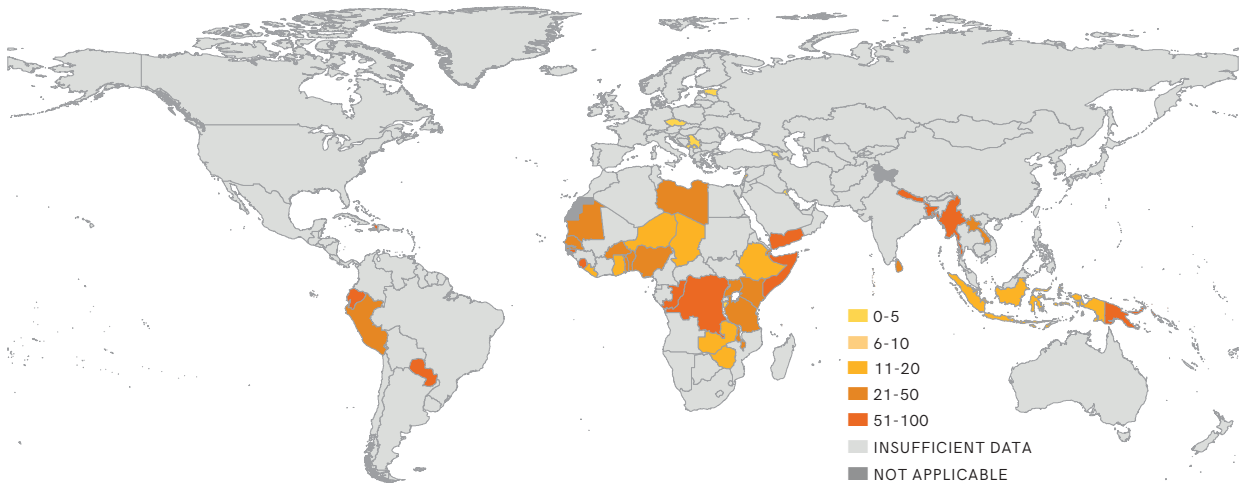 0-5
6-10
11-20
21-50
51-100
INSUFFICIENT DATA
NOT APPLICABLE